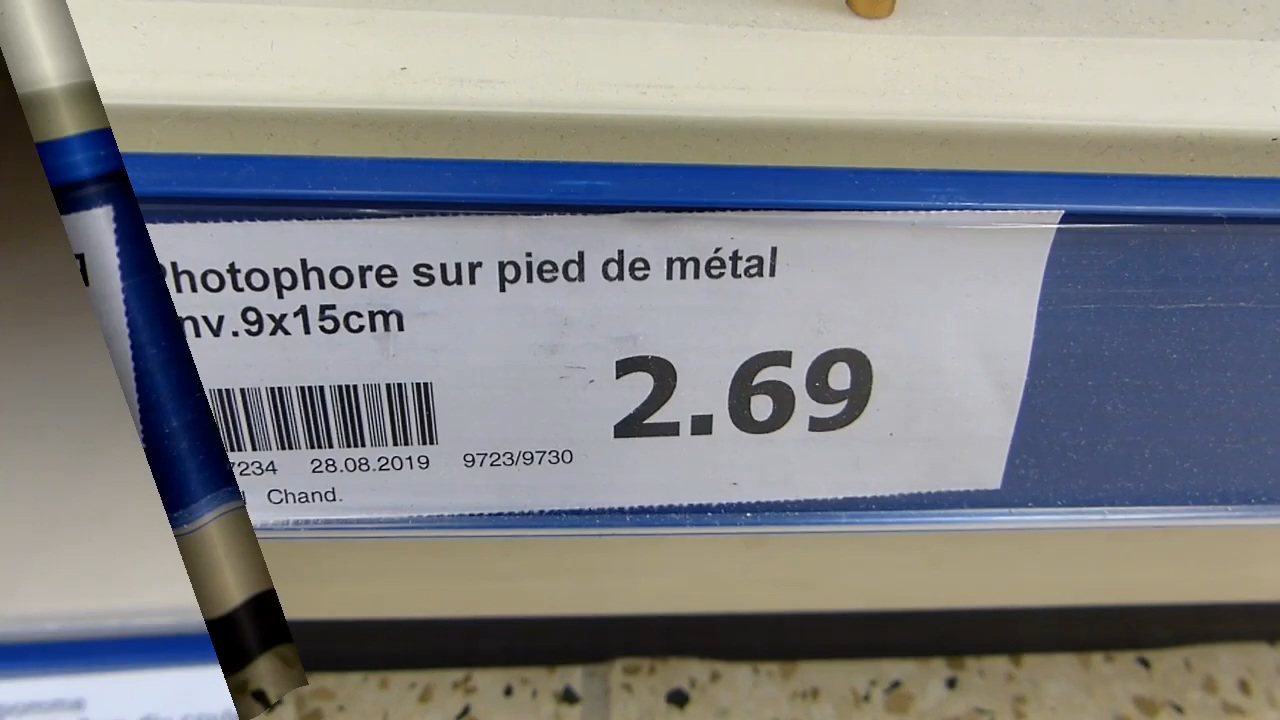 hotophore sur pied de métal
nv.9x15cm
2.69
7234 28.08.2019 9723/9730
Chand.